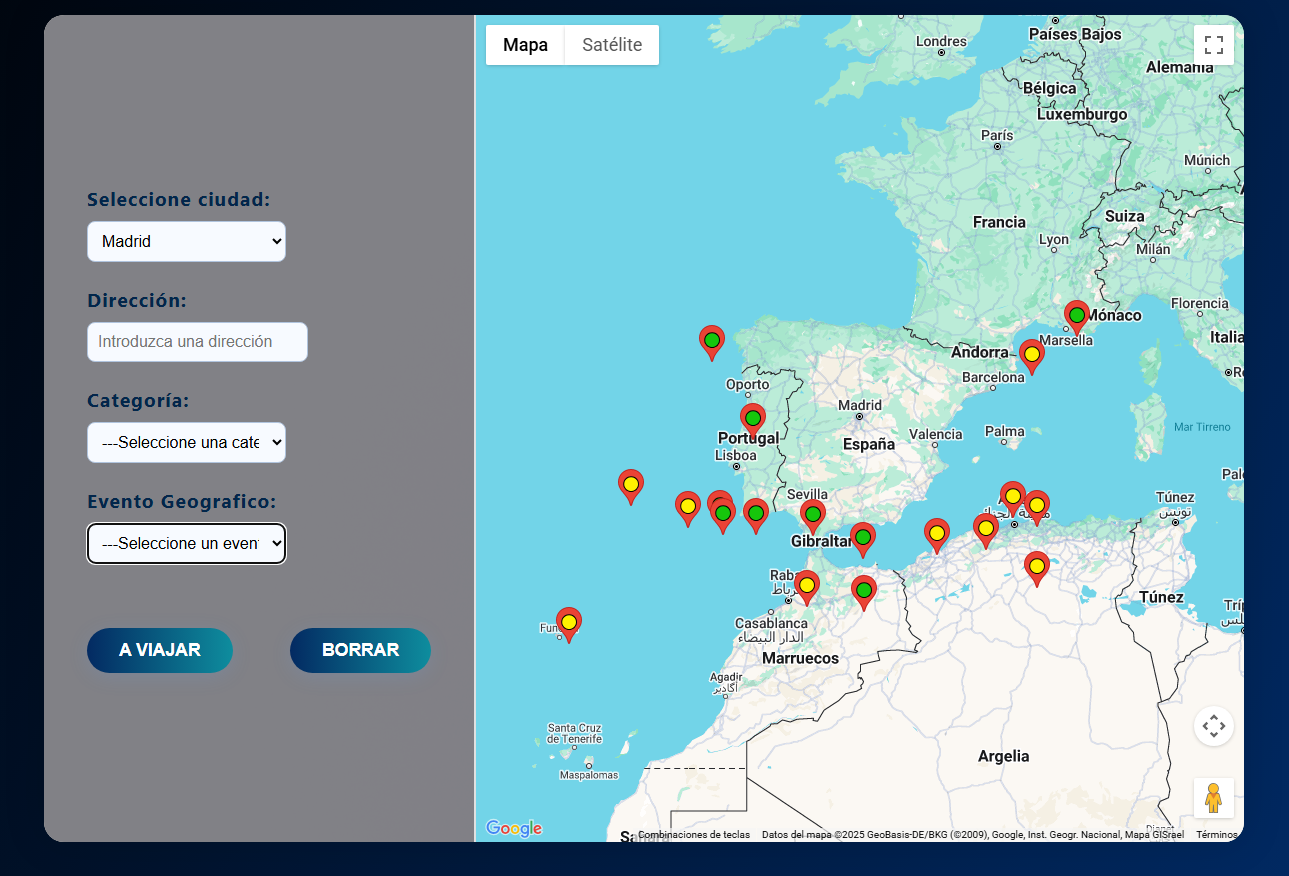 Seleccione ciudad:
Madrid
Dirección:
Introduzca una dirección
Categoría:
---Seleccione una cate
Evento Geografico:
---Seleccione un even
A VIAJAR
BORRAR
Mapa
Satélite
Londres
Países Bajos
Alemania
Bélgica
Luxemburgo
París
Múnich
Francia
Suiza
Lyon
Milán
Florencia
Mónaco
Marsella
Italia
Andorra
Barcelona
Oporto
Madrid
Portugal
España
Valencia
Palma
Mar Tirreno
Lisboa
Sevilla
Túnez
تونس
Gibraltar
Túnez
Casablanca
الدار البيضاء
Marruecos
Agadir
أكادير
Santa Cruz
de Tenerife
Maspalomas
Argelia
Google
Combinaciones de teclas
Datos del mapa ©2025 GeoBasis-DE/BKG (©2009), Google, Inst. Geogr. Nacional, Mapa GISrael
Términos